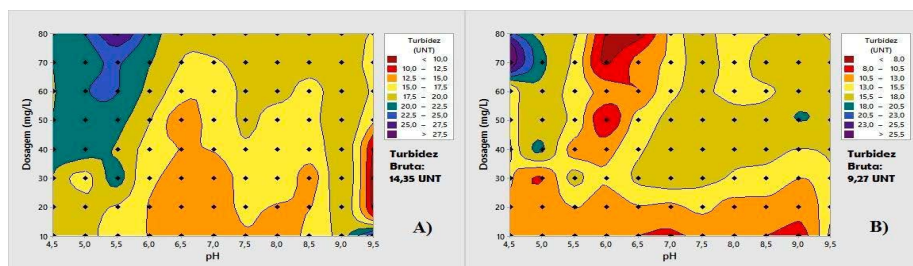 Turbidez
(UNT)
< 10,0
10,0 – 12,5
12,5 – 15,0
15,0 – 17,5
17,5 – 20,0
20,0 – 22,5
22,5 – 25,0
25,0 – 27,5
> 27,5
Turbidez
Bruta:
14,35 UNT
Dosagem (mg/L)
80
70
60
50
40
30
20
10
4,5 5,0 5,5 6,0 6,5 7,0 7,5 8,0 8,5 9,0 9,5
pH
A)
Turbidez
(UNT)
< 8,0
8,0 – 10,5
10,5 – 13,0
13,0 – 15,5
15,5 – 18,0
18,0 – 20,5
20,5 – 23,0
23,0 – 25,5
> 25,5
Turbidez
Bruta:
9,27 UNT
Dosagem (mg/L)
80
70
60
50
40
30
20
10
4,5 5,0 5,5 6,0 6,5 7,0 7,5 8,0 8,5 9,0 9,5
pH
B)